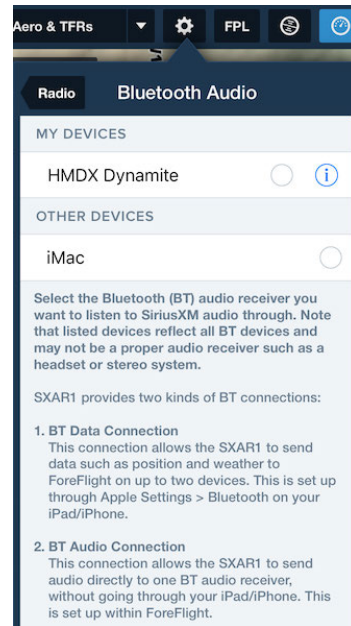 Aero & TFRs
FPL
Radio
Bluetooth Audio
MY DEVICES
HMDX Dynamite
OTHER DEVICES
iMac
Select the Bluetooth (BT) audio receiver you
want to listen to SiriusXM audio through. Note
that listed devices reflect all BT devices and
may not be a proper audio receiver such as a
headset or stereo system.
SXAR1 provides two kinds of BT connections:
1. BT Data Connection
This connection allows the SXAR1 to send
data such as position and weather to
ForeFlight on up to two devices. This is set up
through Apple Settings > Bluetooth on your
iPad/iPhone.
2. BT Audio Connection
This connection allows the SXAR1 to send
audio directly to one BT audio receiver,
without going through your iPad/iPhone. This
is set up within ForeFlight.